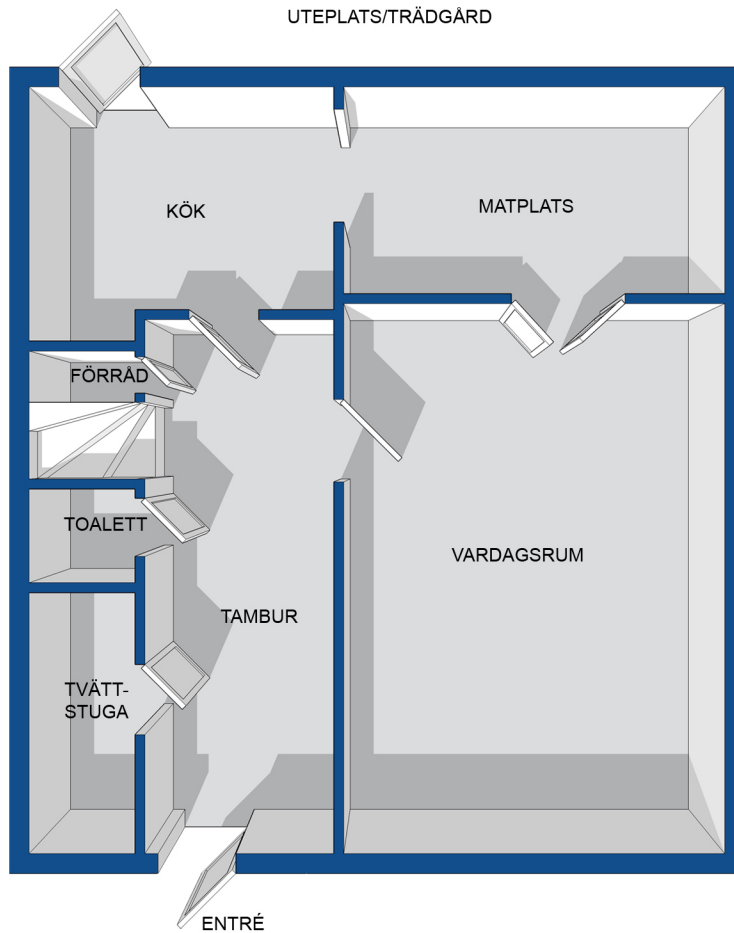 UTEPLATS/TRÄDGÅRD
KÖK
MATPLATS
FÖRRÅD
TOALETT
VARDAGSRUM
TAMBUR
TVÄTT-
STUGA
ENTRÉ